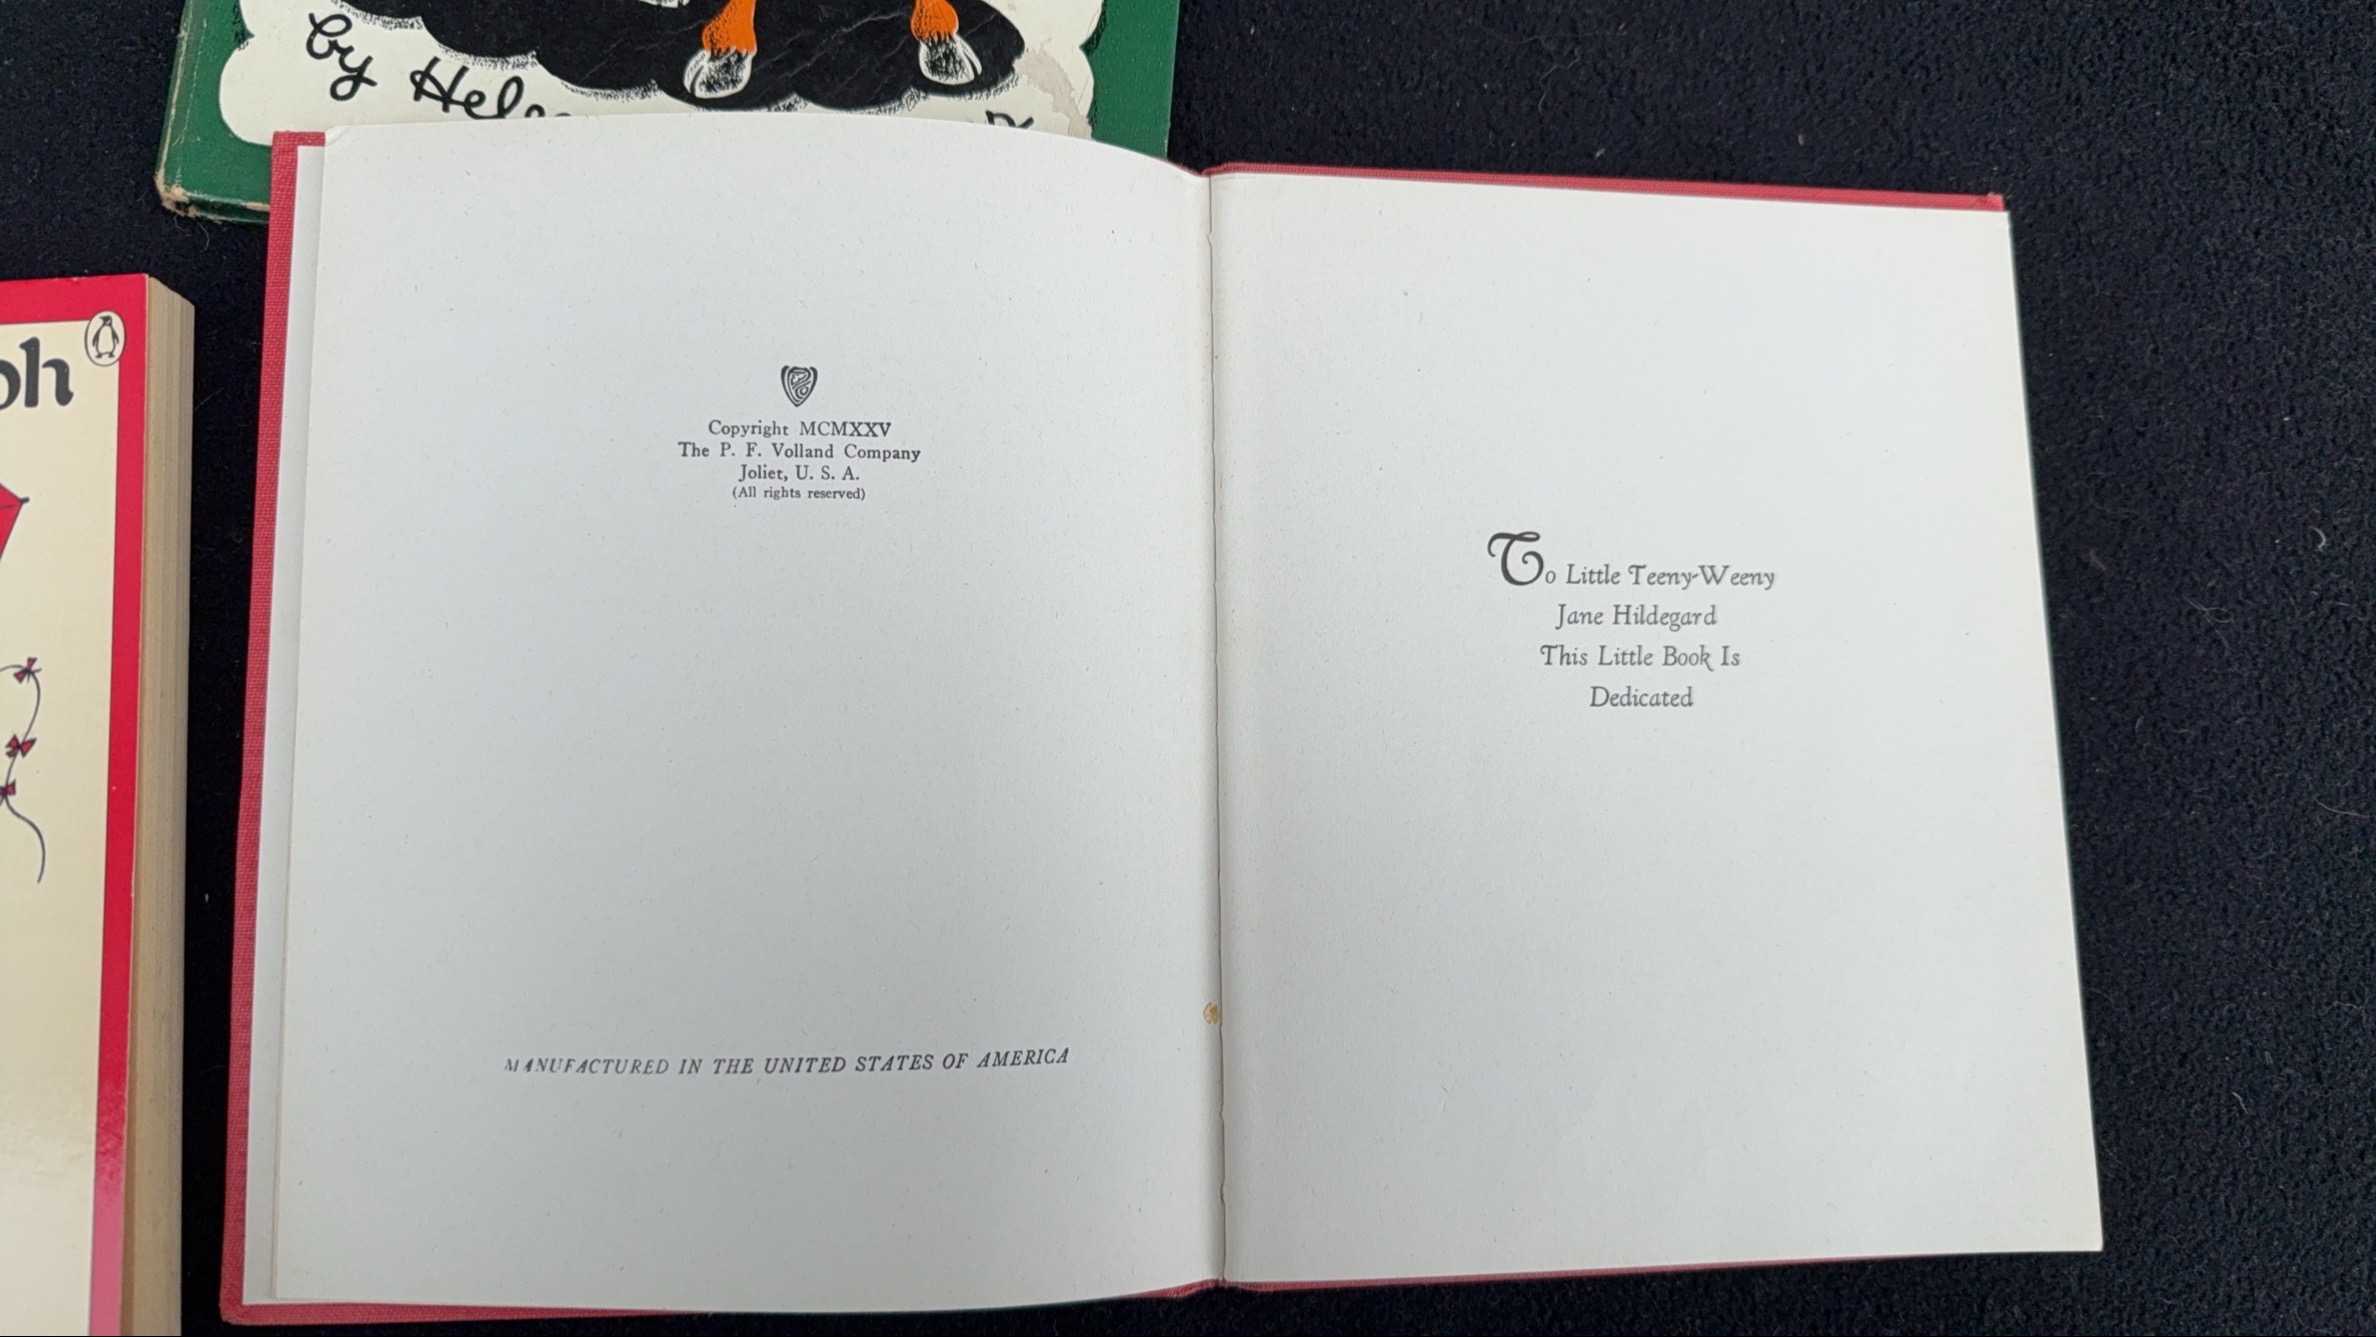 by
Copyright MCMXXV
The P. F. Volland Company
Joliet, U. S. A.
(All rights reserved)
MANUFACTURED IN THE UNITED STATES OF AMERICA
To Little Teeny-Weeny
Jane Hildegard
This Little Book Is
Dedicated